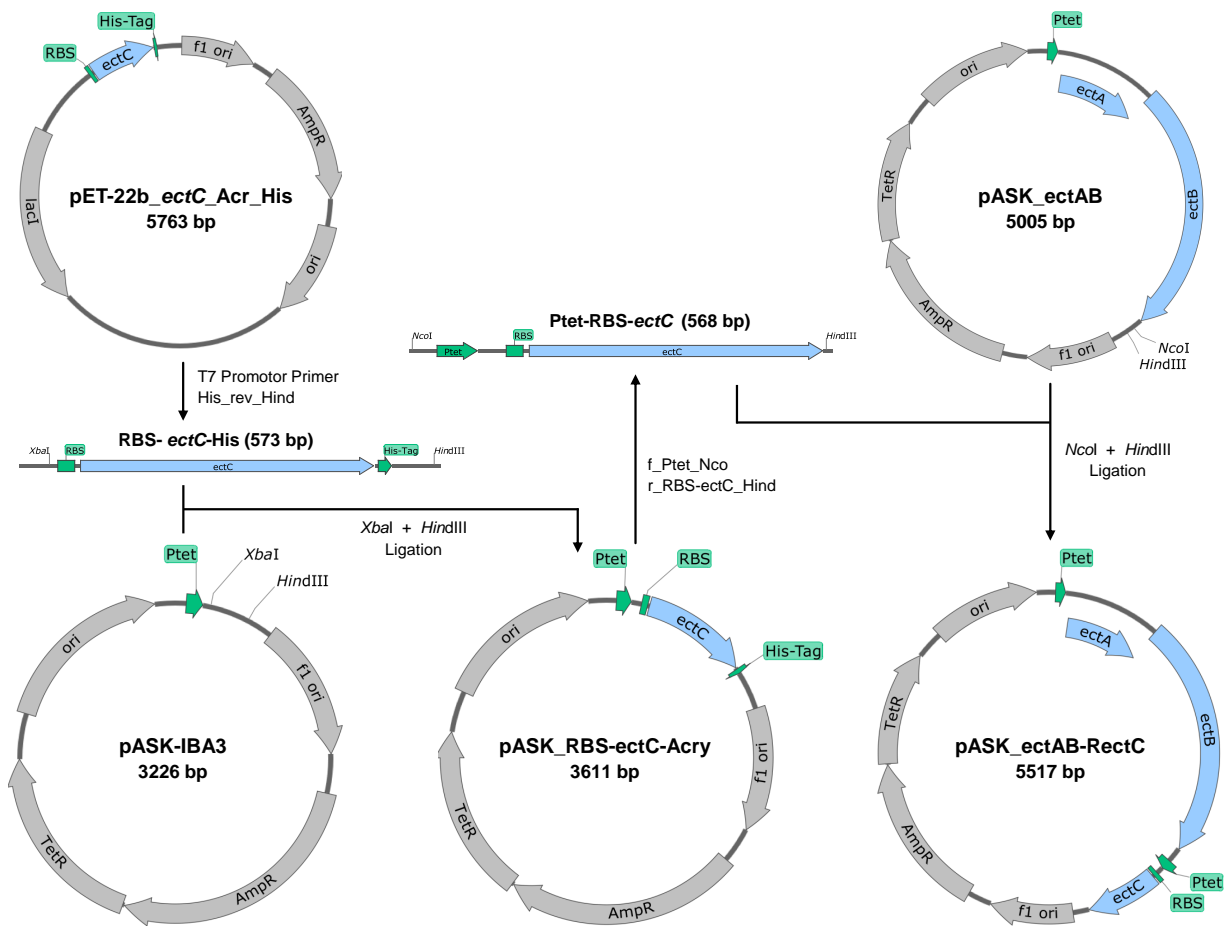 His-Tag
RBS
ectC
f1 ori
AmpR
ori
lacI
pET-22b_ectC_Acr_His
5763 bp
Ptet
ori
ectA
ectB
TetR
AmpR
f1 ori
NcoI
HindIII
pASK_ectAB
5005 bp
Ptet-RBS-ectC (568 bp)
NcoI
Ptet
RBS
ectC
HindIII
T7 Promotor Primer
His_rev_Hind
RBS- ectC-His (573 bp)
XbaI
RBS
ectC
His-Tag
HindIII
f_Ptet_Nco
r_RBS-ectC_Hind
NcoI + HindIII
Ligation
XbaI + HindIII
Ligation
Ptet
XbaI
HindIII
ori
f1 ori
TetR
AmpR
pASK-IBA3
3226 bp
Ptet
RBS
ectC
His-Tag
ori
f1 ori
TetR
AmpR
pASK_RBS-ectC-Acry
3611 bp
Ptet
ori
ectA
ectB
TetR
AmpR
f1 ori
ectC
RBS
Ptet
pASK_ectAB-RectC
5517 bp